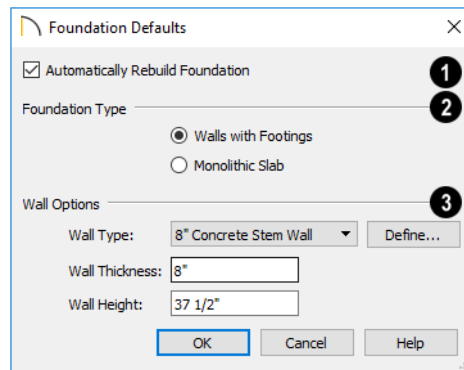 Foundation Defaults
Automatically Rebuild Foundation 1
Foundation Type 2
Walls with Footings
Monolithic Slab
Wall Options 3
Wall Type: 8" Concrete Stem Wall Define...
Wall Thickness: 8"
Wall Height: 37 1/2"
OK Cancel Help